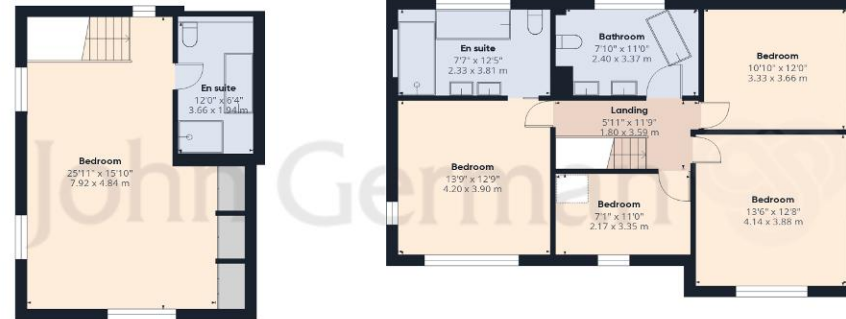 En suite
12'0" x 6'4"
3.66 x 1.94 m
Bedroom
25'11" x 15'10"
7.92 x 4.84 m
En suite
7'7" x 12'5"
2.33 x 3.81 m
Bathroom
7'10" x 11'0"
2.40 x 3.37 m
Bedroom
10'10" x 12'0"
3.33 x 3.66 m
Landing
5'11" x 11'9"
1.80 x 3.59 m
Bedroom
13'9" x 12'9"
4.20 x 3.90 m
Bedroom
7'1" x 11'0"
2.17 x 3.35 m
Bedroom
13'6" x 12'8"
4.14 x 3.88 m
John German